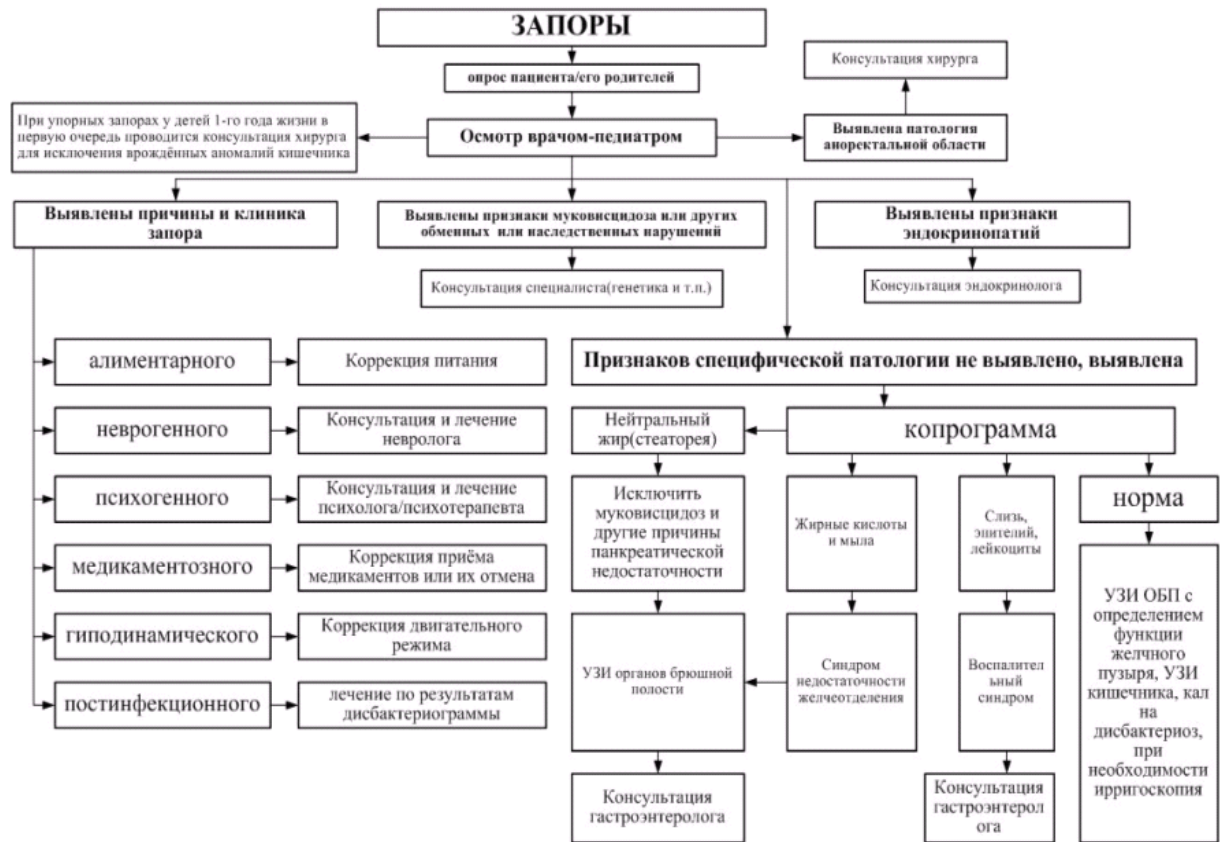 ЗАПОРЫ
опрос пациента/его родителей
Консультация хирурга
При упорных запорах у детей 1-го года жизни в
первую очередь проводится консультация хирурга
для исключения врождённых аномалий кишечника
Осмотр врачом-педиатром
Выявлена патология
аноректальной области
Выявлены причины и клиника
запора
Выявлены признаки муковисцидоза или других
обменных или наследственных нарушений
Выявлены признаки
эндокринопатий
Консультация специалиста(генетика и т.п.)
Консультация эндокринолога
алиментарного
Коррекция питания
неврогенного
Консультация и лечение
невролога
психогенного
Консультация и лечение
психолога/психотерапевта
медикаментозного
Коррекция приёма
медикаментов или их отмена
гиподинамического
Коррекция двигательного
режима
постинфекционного
лечение по результатам
дисбактериограммы
Признаков специфической патологии не выявлено, выявлена
Нейтральный
жир(стеаторея)
копрограмма
Исключить
муковисцидоз и
другие причины
панкреатической
недостаточности
Жирные кислоты
и мыла
Слизь,
эпителий,
лейкоциты
норма
УЗИ органов брюшной
полости
Синдром
недостаточности
желчеотделения
Воспалител
ьный
синдром
УЗИ ОБП с
определением
функции
желчного
пузыря, УЗИ
кишечника, кал
на
дисбактериоз,
при
необходимости
ирригоскопия
Консультация
гастроэнтеролога
Консультация
гастроэнтерол
ога